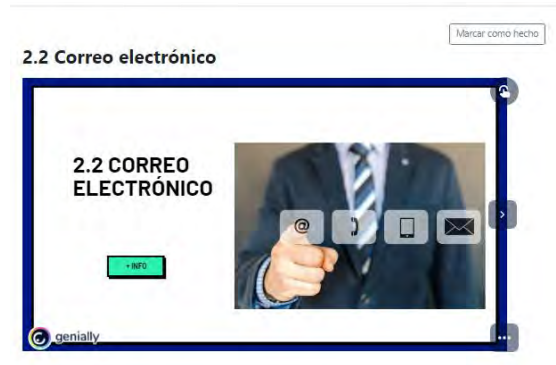 Marcar como hecho
2.2 Correo electrónico
2.2 CORREO
ELECTRÓNICO
@
+ INFO
genially